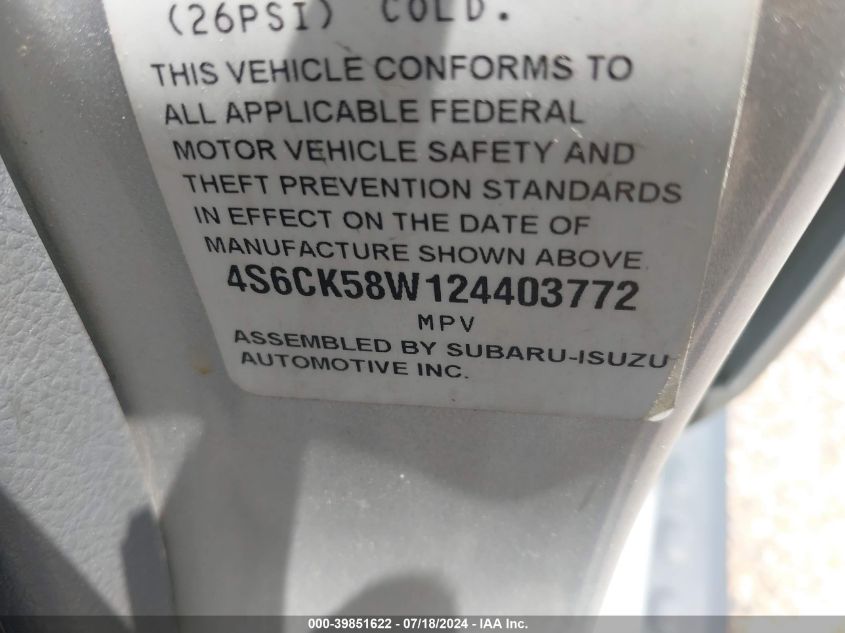 (26PSI) COLD.
THIS VEHICLE CONFORMS TO
ALL APPLICABLE FEDERAL
MOTOR VEHICLE SAFETY AND
THEFT PREVENTION STANDARDS
IN EFFECT ON THE DATE OF
MANUFACTURE SHOWN ABOVE.
4S6CK58W124403772
MPV
ASSEMBLED BY SUBARU-ISUZU
AUTOMOTIVE INC.
000-39851622 - 07/18/2024 - IAA Inc.